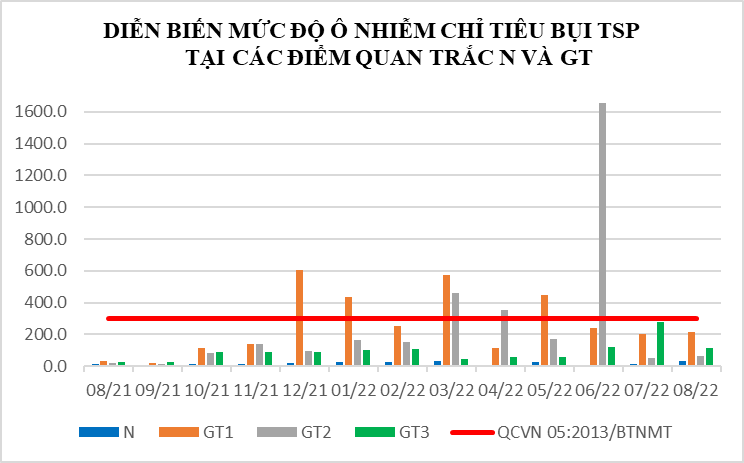 DIỄN BIẾN MỨC ĐỘ Ô NHIỄM CHỈ TIÊU BỤI TSP
TẠI CÁC ĐIỂM QUAN TRẮC N VÀ GT
1600.0
1400.0
1200.0
1000.0
800.0
600.0
400.0
200.0
0.0
08/21 09/21 10/21 11/21 12/21 01/22 02/22 03/22 04/22 05/22 06/22 07/22 08/22
N GT1 GT2 GT3 QCVN 05:2013/BTNMT